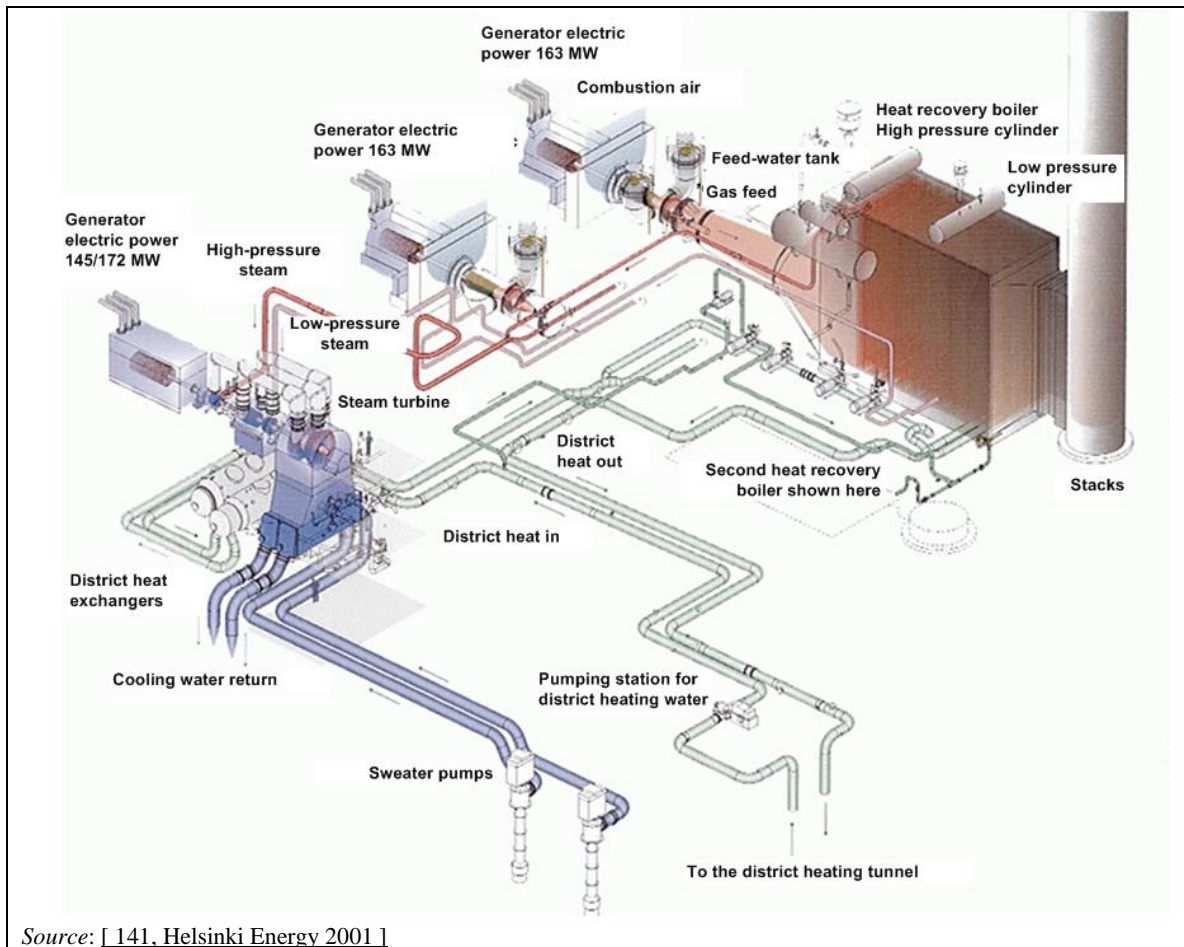 Generator electric
power 163 MW
Combustion air
Generator electric
power 163 MW
Heat recovery boiler
High pressure cylinder
Feed-water tank
Gas feed
Low pressure
cylinder
Generator
electric power
145/172 MW
High-pressure
steam
Low-pressure
steam
Steam turbine
District
heat out
Second heat recovery
boiler shown here
Stacks
District heat in
District heat
exchangers
Cooling water return
Pumping station for
district heating water
Sweater pumps
To the district heating tunnel
Source: [ 141, Helsinki Energy 2001 ]